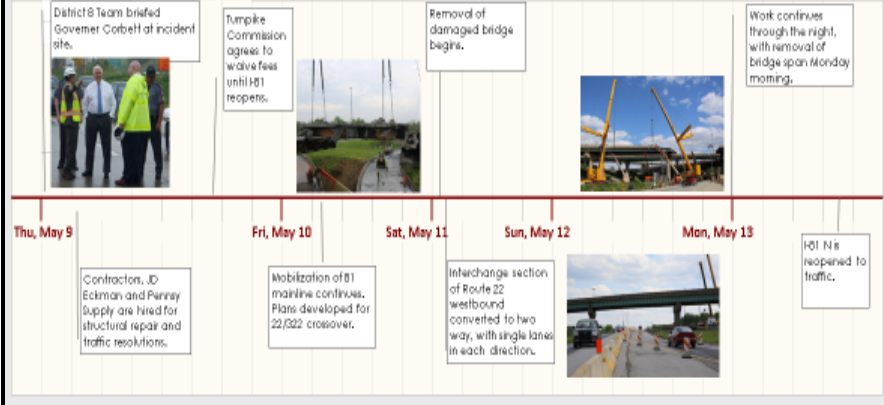 District 8 Team briefed
Governer Corbett at incident
site.
Turnpike
Commission
agrees to
waive fees
until I-81
reopens.
Removal of
damaged bridge
begins.
Work continues
through the night,
with removal of
bridge span Monday
morning.
Thu, May 9
Fri, May 10
Sat, May 11
Sun, May 12
Mon, May 13
Contractors, JD
Eckman and Pennsy
Supply are hired for
structural repair and
traffic resolutions.
Mobilization of 81
mainline continues.
Plans developed for
22/322 crossover.
Interchange section
of Route 22
westbound
converted to two
way, with single lanes
in each direction.
I-81 N is
reopened to
traffic.